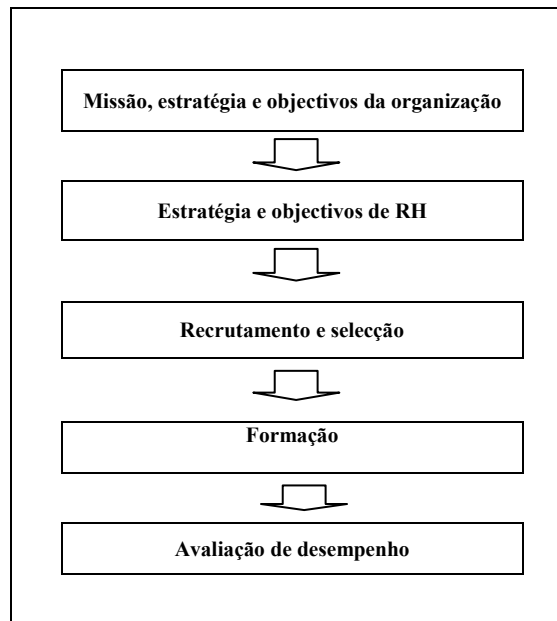 Missão, estratégia e objectivos da organização
Estratégia e objectivos de RH
Recrutamento e selecção
Formação
Avaliação de desempenho